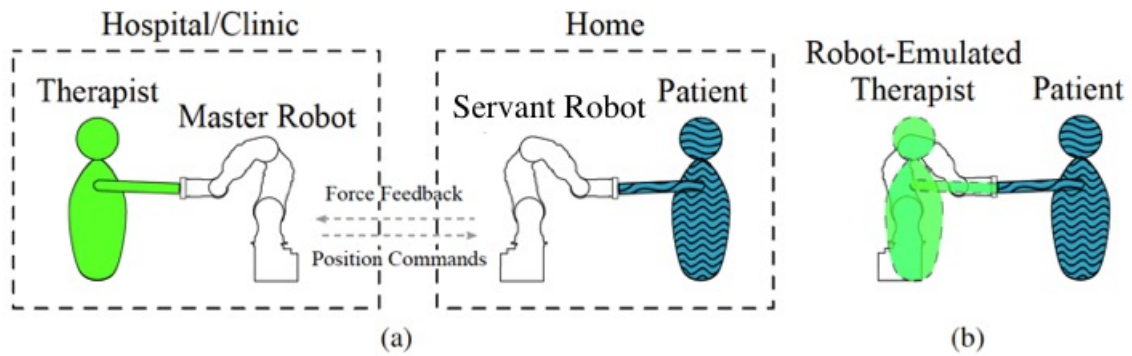 Hospital/Clinic
Home
Therapist
Master Robot
Servant Robot
Patient
Force Feedback
Position Commands
(a)
Robot-Emulated
Therapist
Patient
(b)